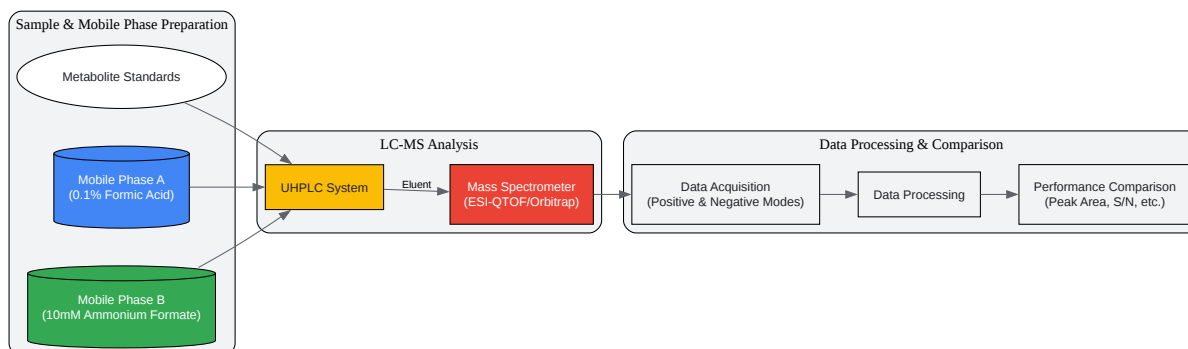 Sample & Mobile Phase Preparation
Metabolite Standards
Mobile Phase A
(0.1% Formic Acid)
Mobile Phase B
(10mM Ammonium Formate)
LC-MS Analysis
UHPLC System
Eluent
Mass Spectrometer
(ESI-QTOF/Orbitrap)
Data Processing & Comparison
Data Acquisition
(Positive & Negative Modes)
Data Processing
Performance Comparison
(Peak Area, S/N, etc.)